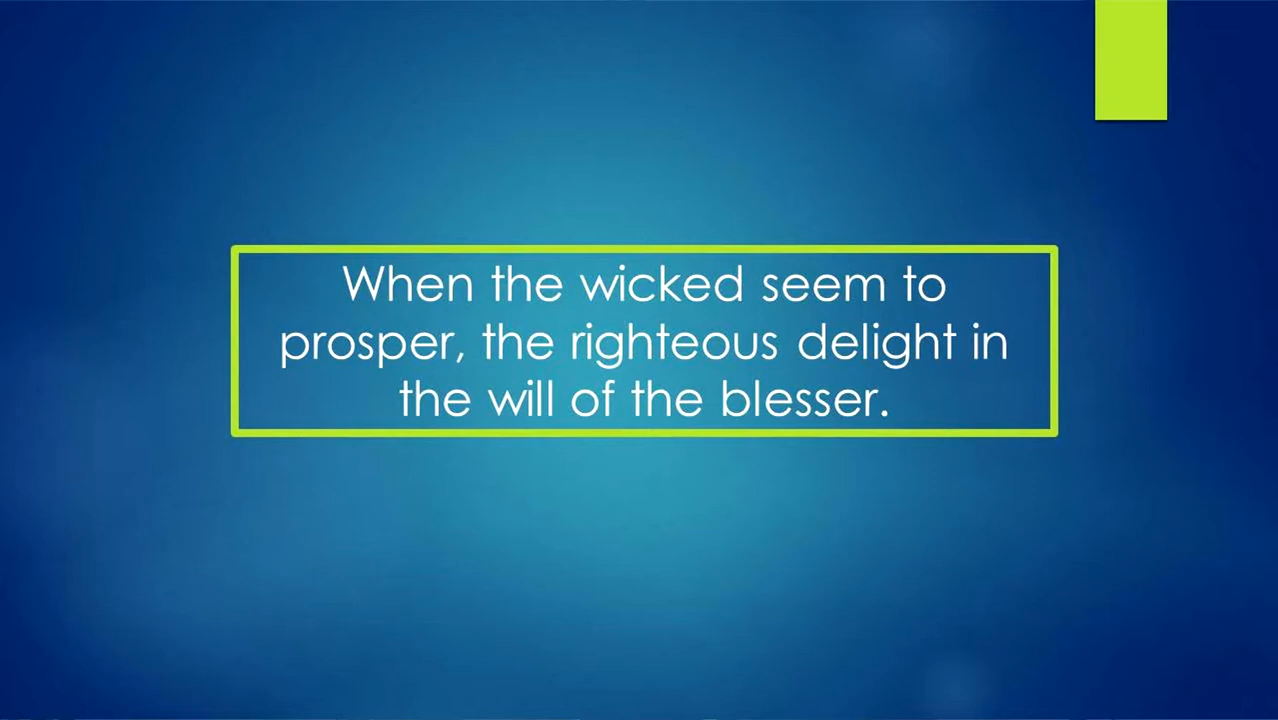 When the wicked seem to
prosper, the righteous delight in
the will of the blesser.